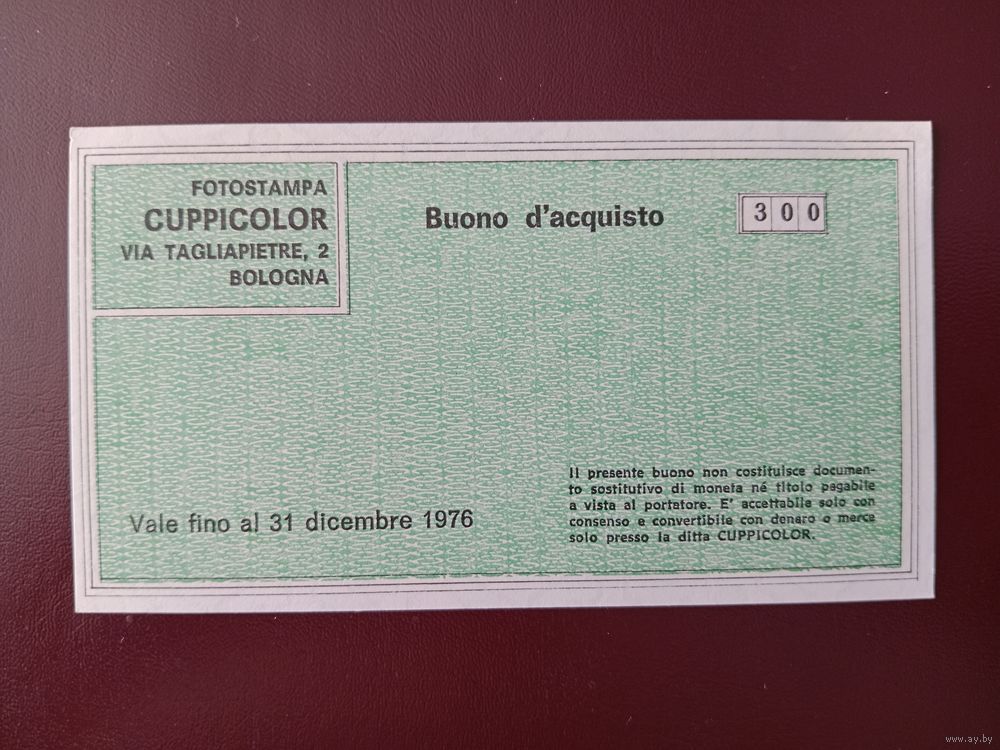 FOTOSTAMPA
CUPPICOLOR
VIA TAGLIAPIETRE, 2
BOLOGNA
Buono d'acquisto
300
Vale fino al 31 dicembre 1976
Il presente buono non costituisce documen-
to sostitutivo di moneta né titolo pagabile
a vista al portatore. E' accettabile solo con
consenso e convertibile con denaro o merce
solo presso la ditta CUPPICOLOR.
www.ay.by